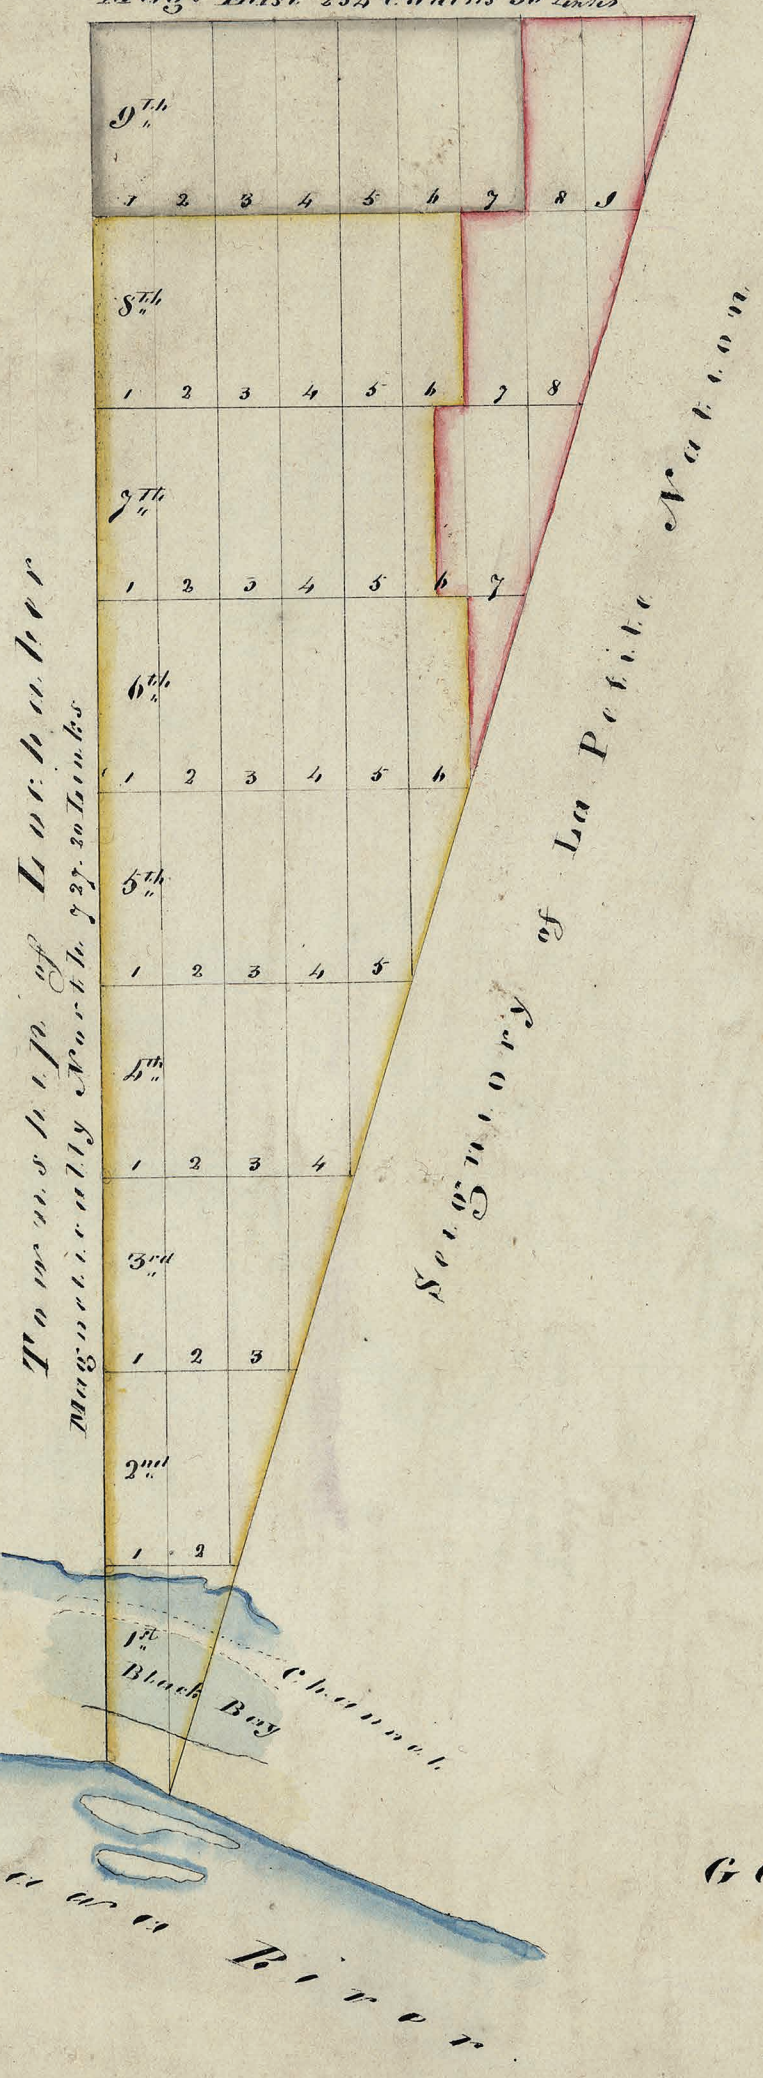 East 234 Chains 50 Links
9th
1 2 3 4 5 6 7 8 9
8th
1 2 3 4 5 6 7 8
7th
1 2 3 4 5 6 7
6th
1 2 3 4 5 6
5th
1 2 3 4 5
4th
1 2 3 4
3rd
1 2 3
2nd
1 2
1st
Black Bay
Channel
Township of Lochaber
Magnetically North 727. 20 Links
Seigniory of La Petite Nation
River